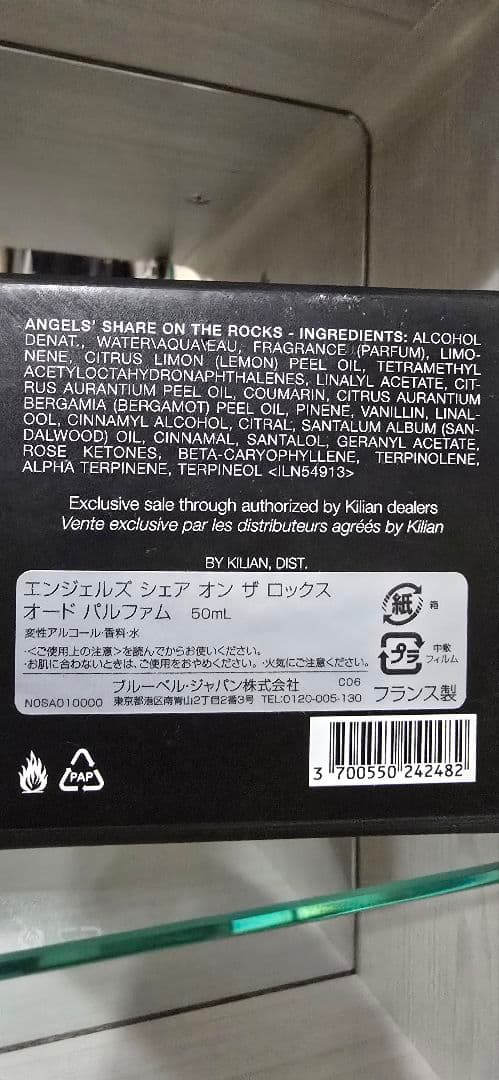 ANGELS' SHARE ON THE ROCKS - INGREDIENTS: ALCOHOL
DENAT., WATER\AQUA\EAU, FRAGRANCE (PARFUM), LIMO-
NENE, CITRUS LIMON (LEMON) PEEL OIL, TETRAMETHYL
ACETYLOCTAHYDRONAPHTHALENES, LINALYL ACETATE, CIT-
RUS AURANTIUM PEEL OIL, COUMARIN, CITRUS AURANTIUM
BERGAMIA (BERGAMOT) PEEL OIL, PINENE, VANILLIN, LINAL-
OOL, CINNAMYL ALCOHOL, CITRAL, SANTALUM ALBUM (SAN-
DALWOOD) OIL, CINNAMAL, SANTALOL, GERANYL ACETATE,
ROSE KETONES, BETA-CARYOPHYLLENE, TERPINOLENE,
ALPHA TERPINENE, TERPINEOL <ILN54913>
Exclusive sale through authorized by Kilian dealers
Vente exclusive par les distributeurs agréés by Kilian
BY KILIAN, DIST.
エンジェルズ シェア オン ザ ロックス
オード パルファム 50mL
変性アルコール・香料・水
・<ご使用上の注意>を読んでからお使いください。
・お肌に合わないときは、ご使用をおやめください。・火気にご注意ください。
ブルーベル・ジャパン株式会社 C06
N0SA010000 東京都港区南青山2丁目2番3号 TEL:0120-005-130
紙 箱
プラ 中敷
フィルム
フランス製
PAP
3 700550 242482